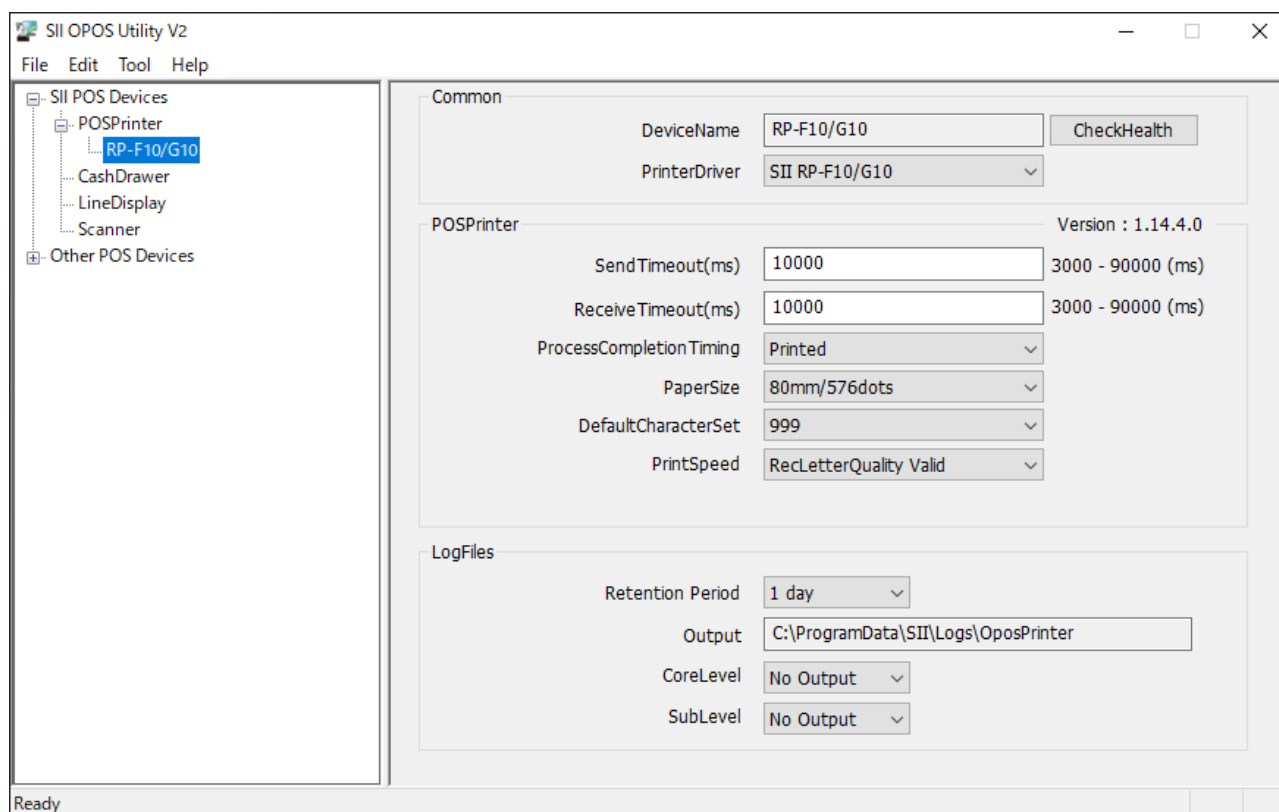 SII OPOS Utility V2
File Edit Tool Help
SII POS Devices
POSPrinter
RP-F10/G10
CashDrawer
LineDisplay
Scanner
Other POS Devices
Common
DeviceName RP-F10/G10 CheckHealth
PrinterDriver SII RP-F10/G10
POSPrinter Version : 1.14.4.0
SendTimeout(ms) 10000 3000 - 90000 (ms)
ReceiveTimeout(ms) 10000 3000 - 90000 (ms)
ProcessCompletionTiming Printed
PaperSize 80mm/576dots
DefaultCharacterSet 999
PrintSpeed RecLetterQuality Valid
LogFiles
Retention Period 1 day
Output C:\ProgramData\SII\Logs\OposPrinter
CoreLevel No Output
SubLevel No Output
Ready